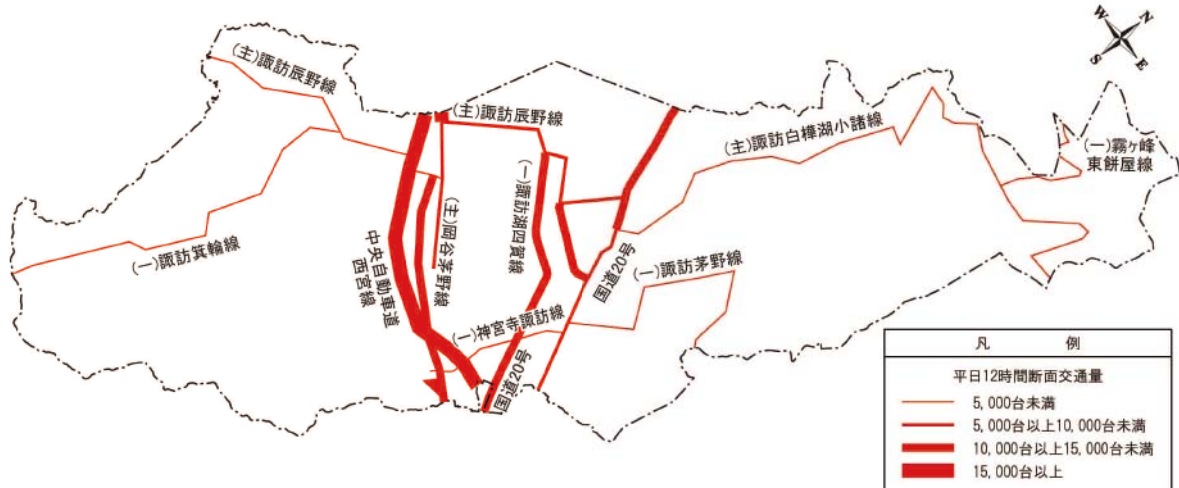 (主)諏訪辰野線
(主)諏訪辰野線
(主)諏訪白樺湖小諸線
(一)霧ヶ峰
東餅屋線
(一)諏訪湖四賀線
(主)岡谷茅野線
(一)諏訪箕輪線
中央自動車道
西宮線
国道20号
(一)諏訪茅野線
(一)神宮寺諏訪線
国道20号
N
W
S
E
凡 例
平日12時間断面交通量
5,000台未満
5,000台以上10,000台未満
10,000台以上15,000台未満
15,000台以上